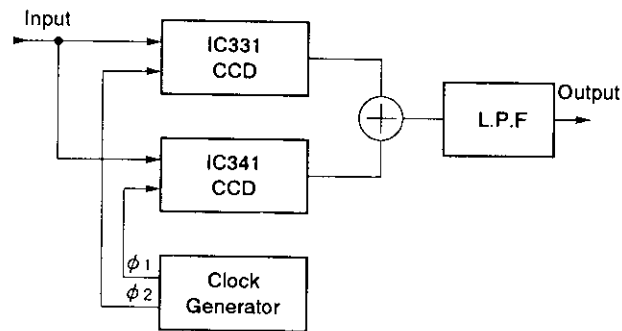 Input
IC331
CCD
Output
L.P.F
IC341
CCD
ϕ1
ϕ2
Clock
Generator